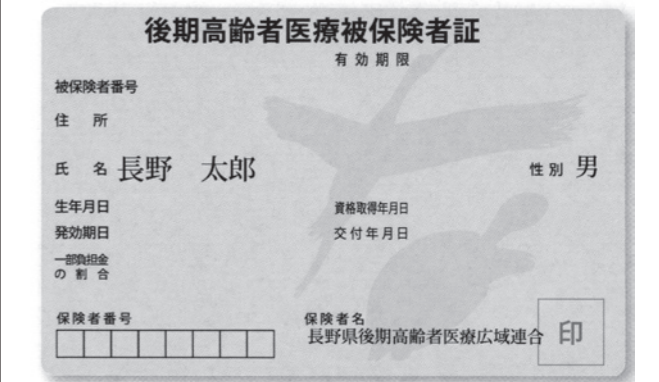 後期高齢者医療被保険者証
有効期限
被保険者番号
住所
氏名 長野 太郎 性別 男
生年月日 資格取得年月日
発効期日 交付年月日
一部負担金
の割合
保険者番号 保険者名
長野県後期高齢者医療広域連合 印